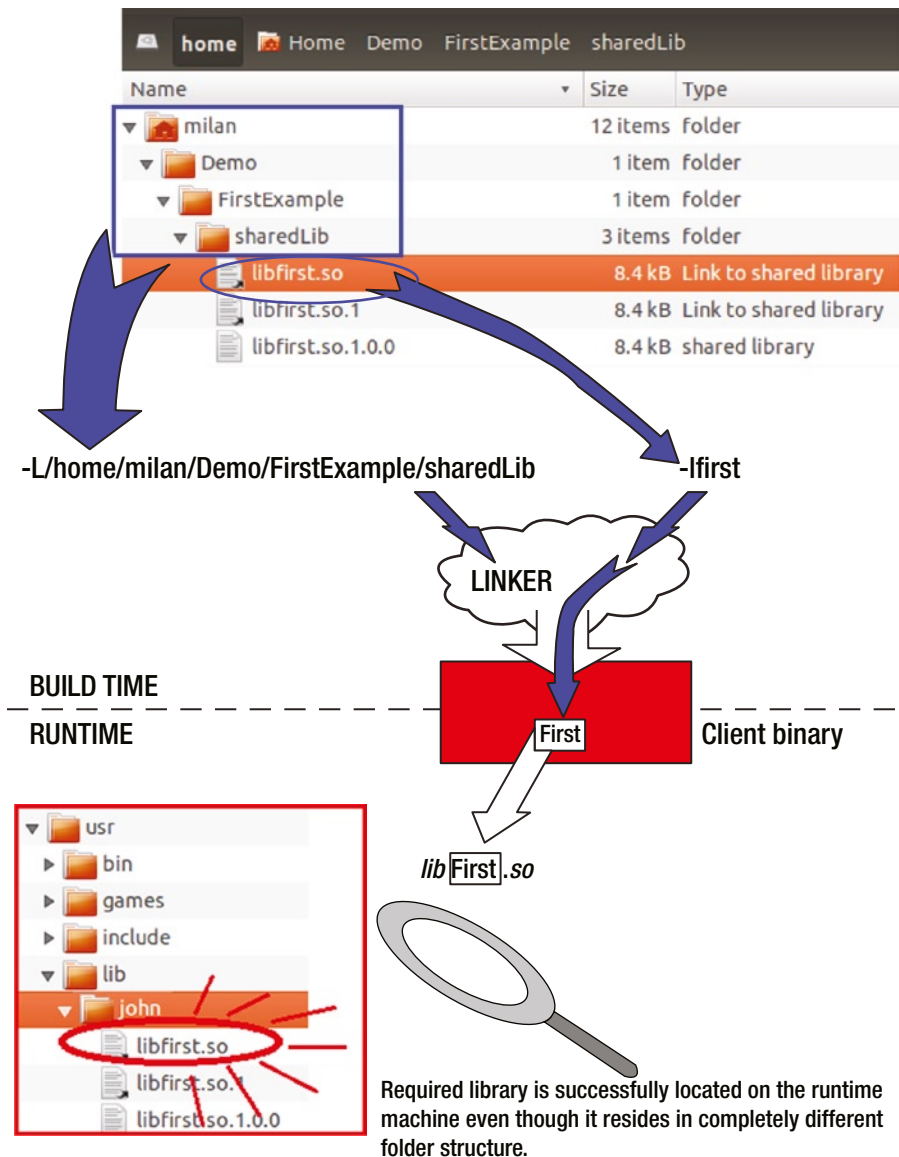 home Home Demo FirstExample sharedLib
Name Size Type
milan 12 items folder
Demo 1 item folder
FirstExample 1 item folder
sharedLib 3 items folder
libfirst.so 8.4 kB Link to shared library
libfirst.so.1 8.4 kB Link to shared library
libfirst.so.1.0.0 8.4 kB shared library
-L/home/milan/Demo/FirstExample/sharedLib -lfirst
LINKER
BUILD TIME
RUNTIME First Client binary
usr
bin
games
include
lib
john
libfirst.so
libfirst.so.1
libfirst.so.1.0.0
lib First .so
Required library is successfully located on the runtime
machine even though it resides in completely different
folder structure.